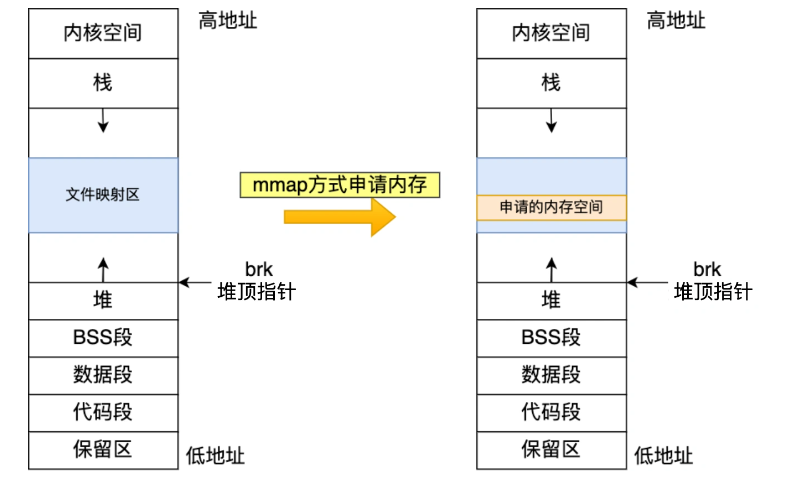 内核空间
高地址
栈
文件映射区
brk
堆顶指针
堆
BSS段
数据段
代码段
保留区
低地址
mmap方式申请内存
内核空间
高地址
栈
申请的内存空间
brk
堆顶指针
堆
BSS段
数据段
代码段
保留区
低地址